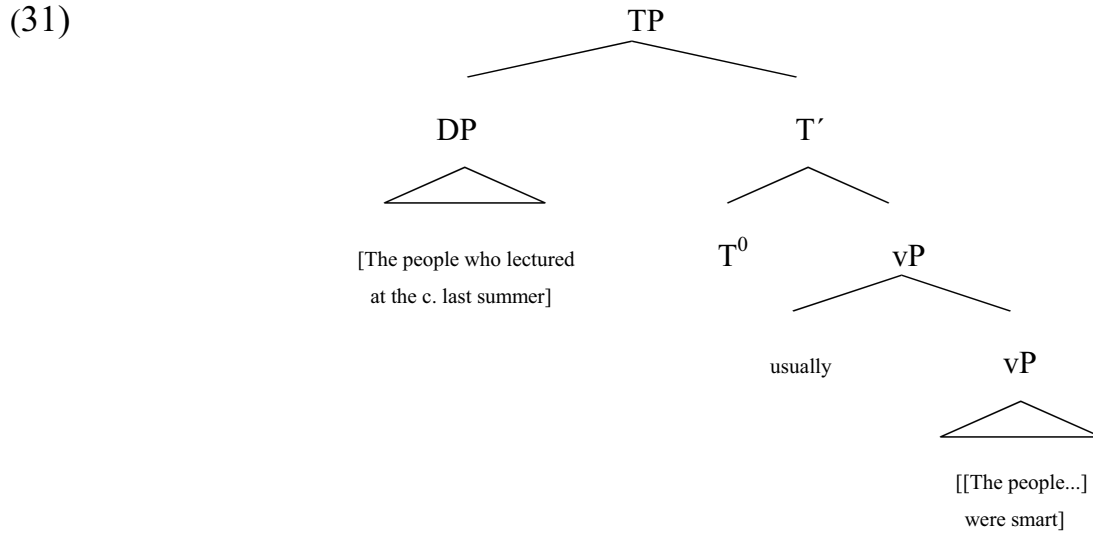 (31)
TP
DP T´
[The people who lectured
at the c. last summer]
T⁰ vP
usually vP
[[The people...]
were smart]